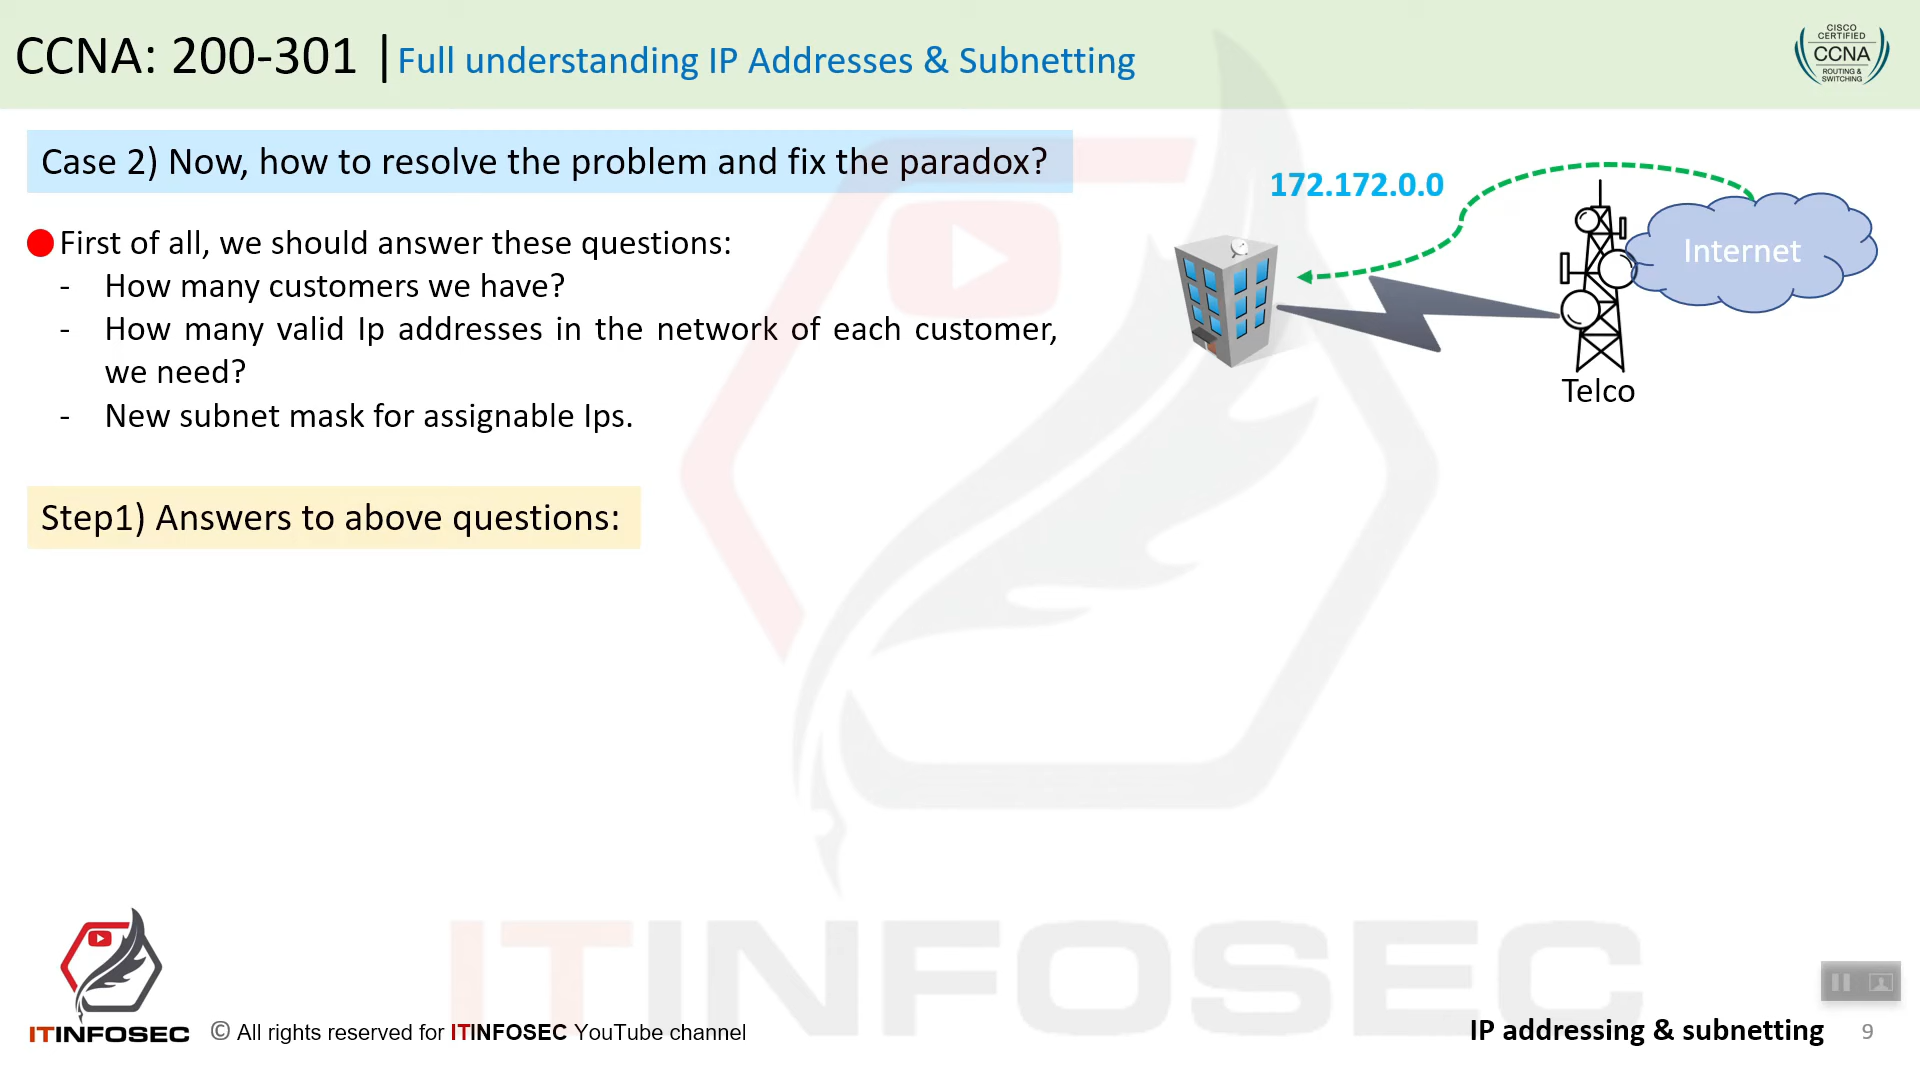 CCNA: 200-301 | Full understanding IP Addresses & Subnetting
CISCO
CERTIFIED
CCNA
ROUTING &
SWITCHING
Case 2) Now, how to resolve the problem and fix the paradox?
First of all, we should answer these questions:
- How many customers we have?
- How many valid Ip addresses in the network of each customer,
we need?
- New subnet mask for assignable Ips.
172.172.0.0
Internet
Telco
Step1) Answers to above questions:
ITINFOSEC
ITINFOSEC
© All rights reserved for ITINFOSEC YouTube channel
IP addressing & subnetting
9